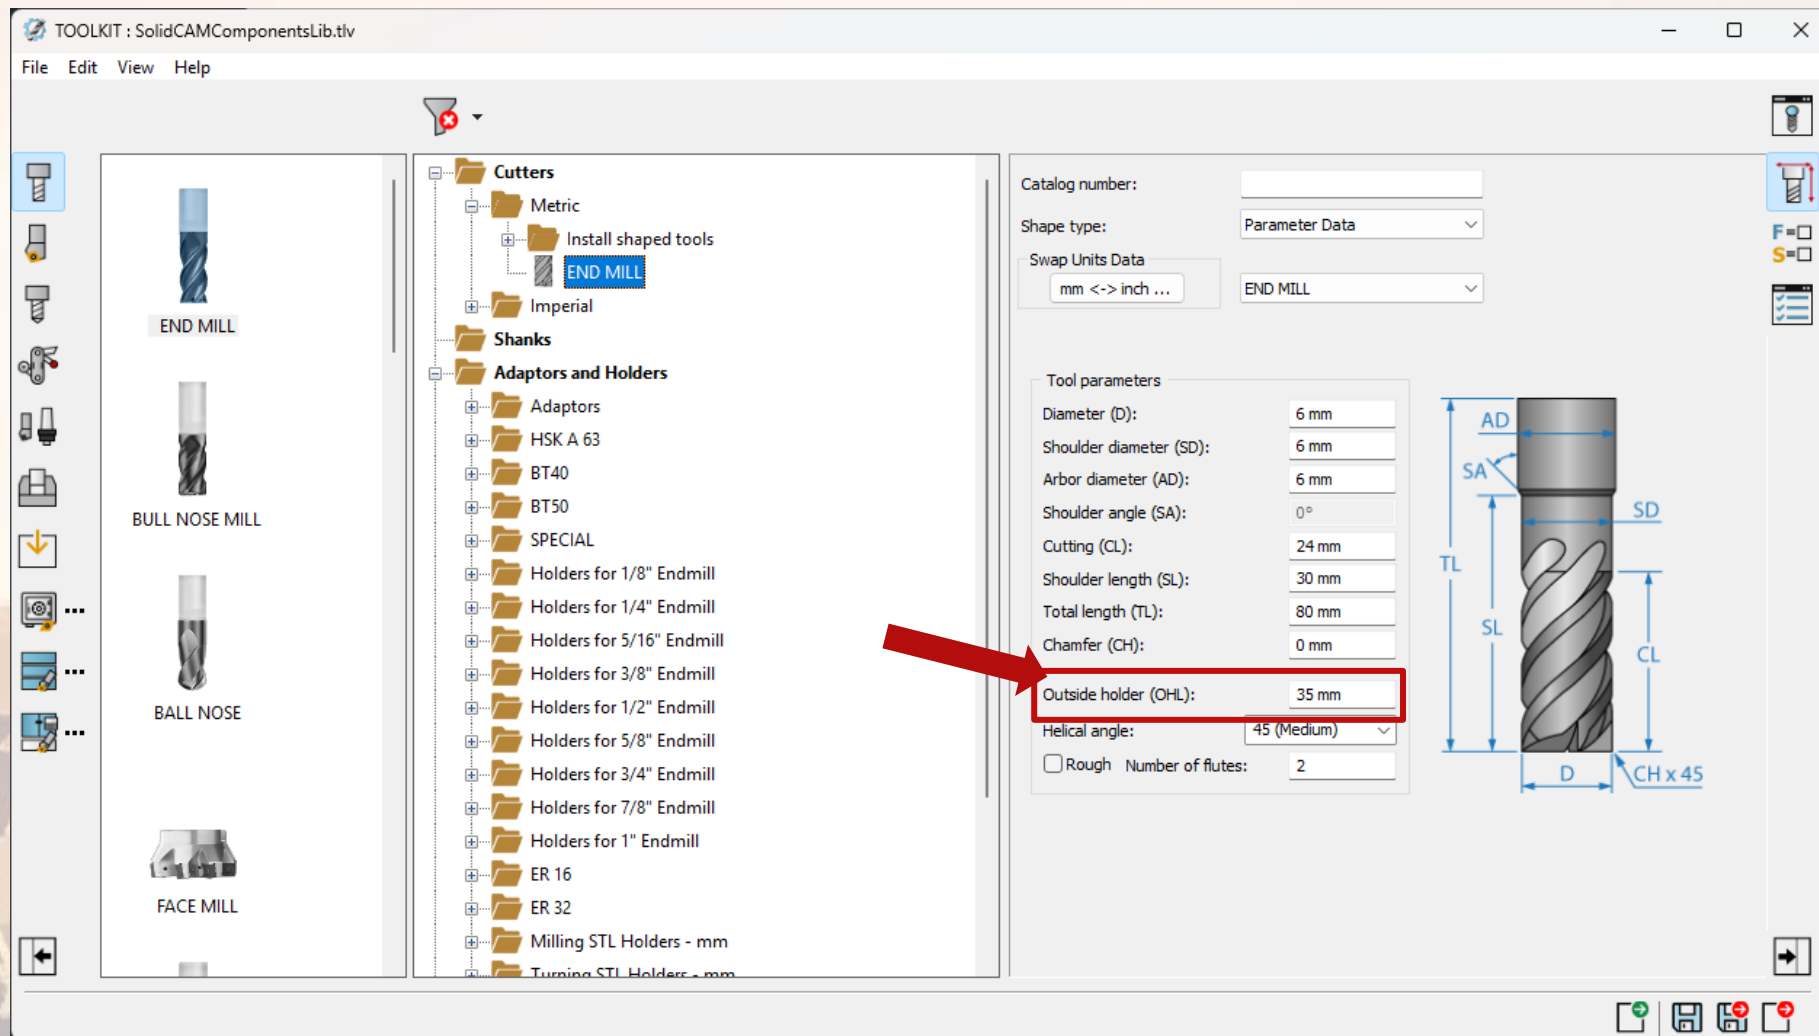 TOOLKIT : SolidCAMComponentsLib.tlv
File Edit View Help
END MILL
BULL NOSE MILL
BALL NOSE
FACE MILL
Cutters
Metric
Install shaped tools
END MILL
Imperial
Shanks
Adaptors and Holders
Adaptors
HSK A 63
BT40
BT50
SPECIAL
Holders for 1/8" Endmill
Holders for 1/4" Endmill
Holders for 5/16" Endmill
Holders for 3/8" Endmill
Holders for 1/2" Endmill
Holders for 5/8" Endmill
Holders for 3/4" Endmill
Holders for 7/8" Endmill
Holders for 1" Endmill
ER 16
ER 32
Milling STL Holders - mm
Turning STL Holders - mm
Catalog number:
Shape type: Parameter Data
Swap Units Data
mm <-> inch ... END MILL
Tool parameters
Diameter (D): 6 mm
Shoulder diameter (SD): 6 mm
Arbor diameter (AD): 6 mm
Shoulder angle (SA): 0°
Cutting (CL): 24 mm
Shoulder length (SL): 30 mm
Total length (TL): 80 mm
Chamfer (CH): 0 mm
Outside holder (OHL): 35 mm
Helical angle: 45 (Medium)
Rough Number of flutes: 2
AD
SA
SD
TL
SL
CL
D
CH x 45
F=
S=